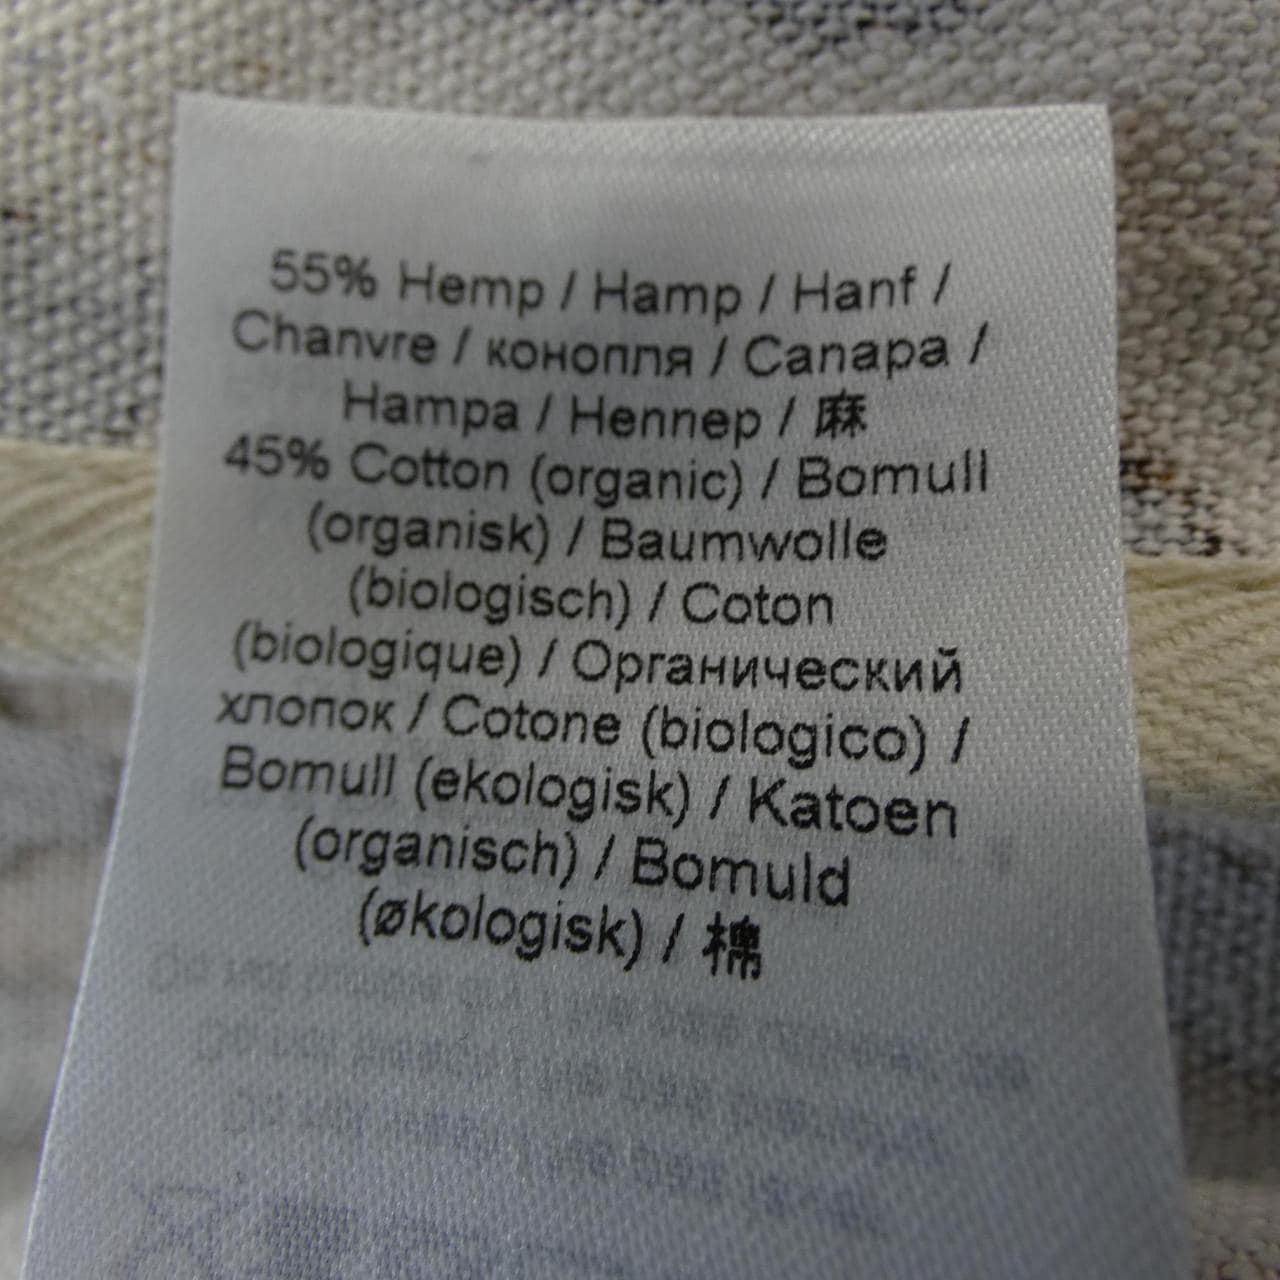 55% Hemp / Hamp / Hanf /
Chanvre / конопля / Canapa /
Hampa / Hennep / 麻
45% Cotton (organic) / Bomull
(organisk) / Baumwolle
(biologisch) / Coton
(biologique) / Органический
хлопок / Cotone (biologico) /
Bomull (ekologisk) / Katoen
(organisch) / Bomuld
(økologisk) / 棉